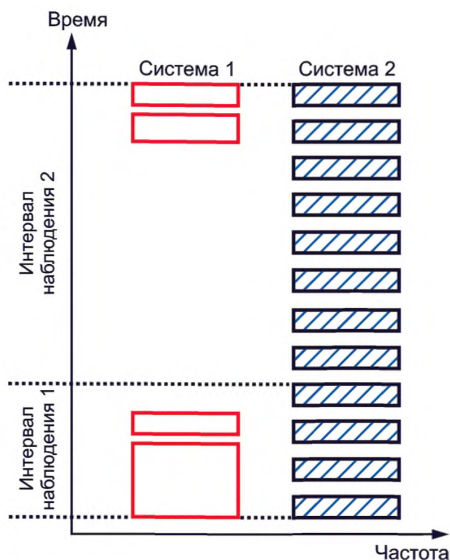 Время
Система 1
Система 2
Интервал
наблюдения 2
Интервал
наблюдения 1
Частота